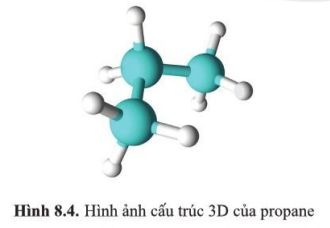 Hình 8.4. Hình ảnh cấu trúc 3D của propane